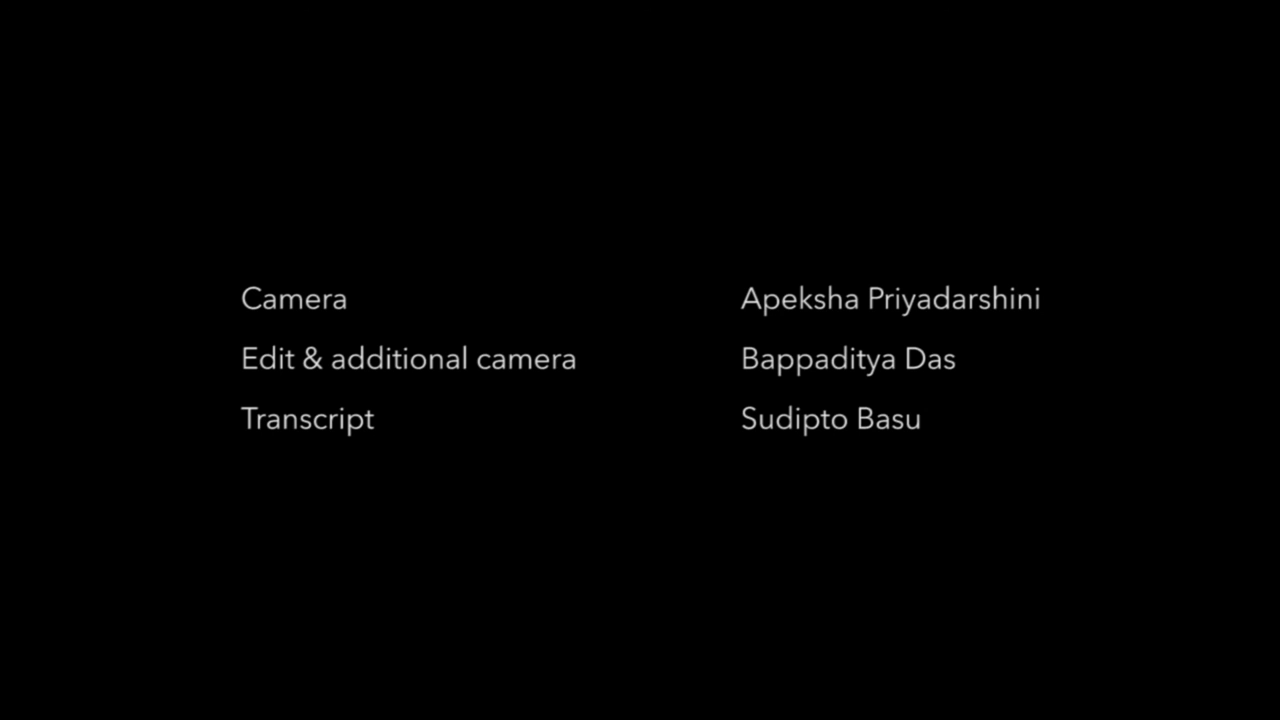 Camera Apeksha Priyadarshini
Edit & additional camera Bappaditya Das
Transcript Sudipto Basu